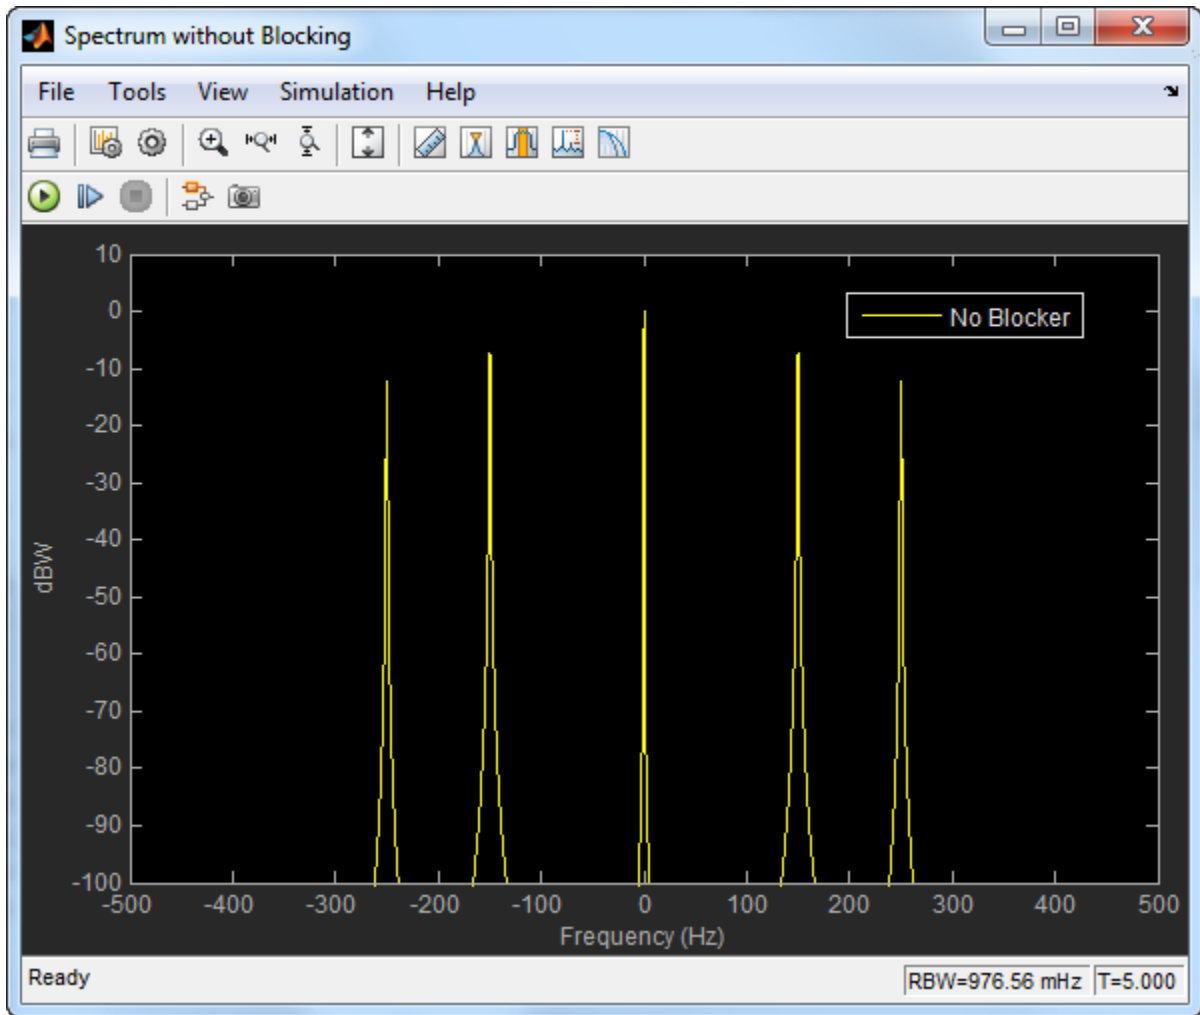 Spectrum without Blocking
File Tools View Simulation Help
No Blocker
10
0
-10
-20
-30
-40
-50
-60
-70
-80
-90
-100
dBW
-500 -400 -300 -200 -100 0 100 200 300 400 500
Frequency (Hz)
Ready RBW=976.56 mHz T=5.000